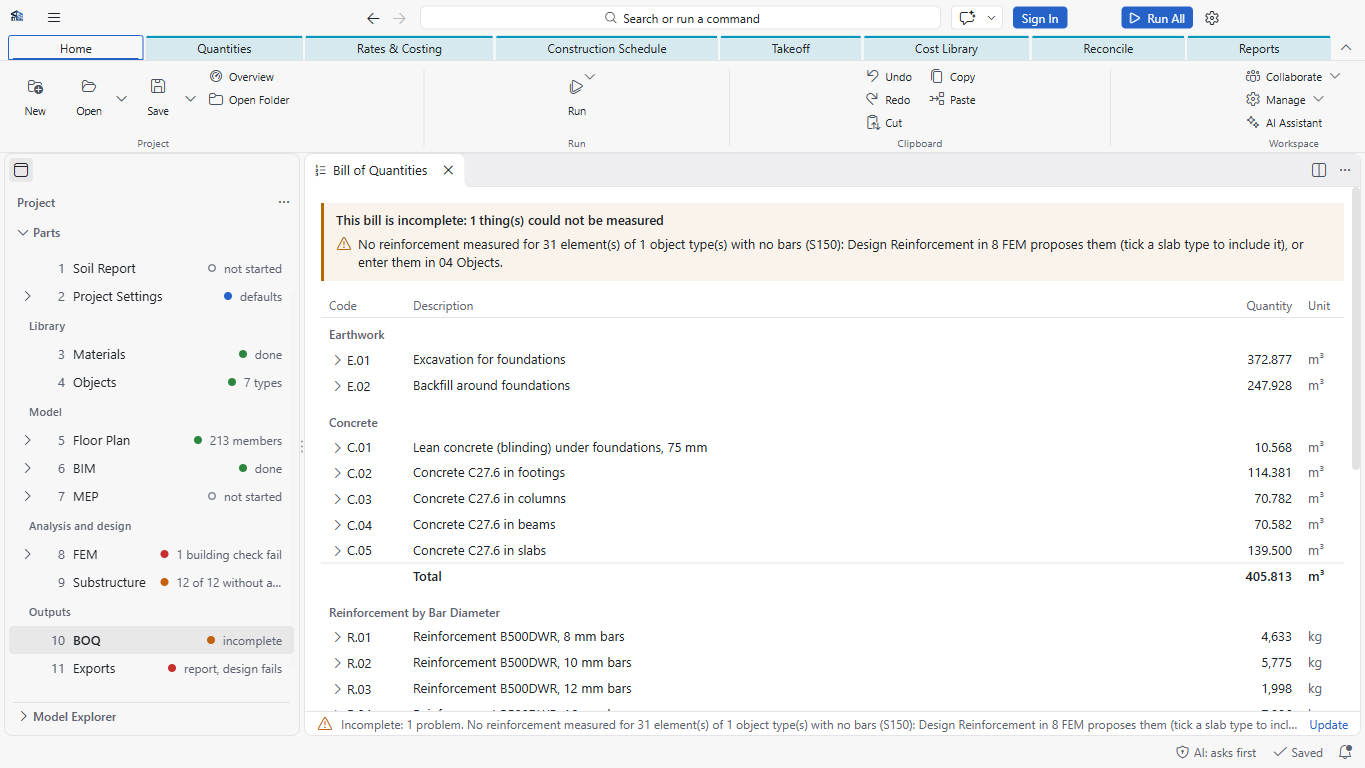 Search or run a command
Sign In
Run All
Home
Quantities
Rates & Costing
Construction Schedule
Takeoff
Cost Library
Reconcile
Reports
New
Open
Save
Overview
Open Folder
Project
Run
Run
Undo
Redo
Cut
Copy
Paste
Clipboard
Collaborate
Manage
AI Assistant
Workspace
Project
Parts
1 Soil Report not started
2 Project Settings defaults
Library
3 Materials done
4 Objects 7 types
Model
5 Floor Plan 213 members
6 BIM done
7 MEP not started
Analysis and design
8 FEM 1 building check fail
9 Substructure 12 of 12 without a...
Outputs
10 BOQ incomplete
11 Exports report, design fails
Model Explorer
Bill of Quantities
This bill is incomplete: 1 thing(s) could not be measured
No reinforcement measured for 31 element(s) of 1 object type(s) with no bars (S150): Design Reinforcement in 8 FEM proposes them (tick a slab type to include it), or
enter them in 04 Objects.
Code Description Quantity Unit
Earthwork
E.01 Excavation for foundations 372.877 m³
E.02 Backfill around foundations 247.928 m³
Concrete
C.01 Lean concrete (blinding) under foundations, 75 mm 10.568 m³
C.02 Concrete C27.6 in footings 114.381 m³
C.03 Concrete C27.6 in columns 70.782 m³
C.04 Concrete C27.6 in beams 70.582 m³
C.05 Concrete C27.6 in slabs 139.500 m³
Total 405.813 m³
Reinforcement by Bar Diameter
R.01 Reinforcement B500DWR, 8 mm bars 4,633 kg
R.02 Reinforcement B500DWR, 10 mm bars 5,775 kg
R.03 Reinforcement B500DWR, 12 mm bars 1,998 kg
Incomplete: 1 problem. No reinforcement measured for 31 element(s) of 1 object type(s) with no bars (S150): Design Reinforcement in 8 FEM proposes them (tick a slab type to incl... Update
AI: asks first
Saved